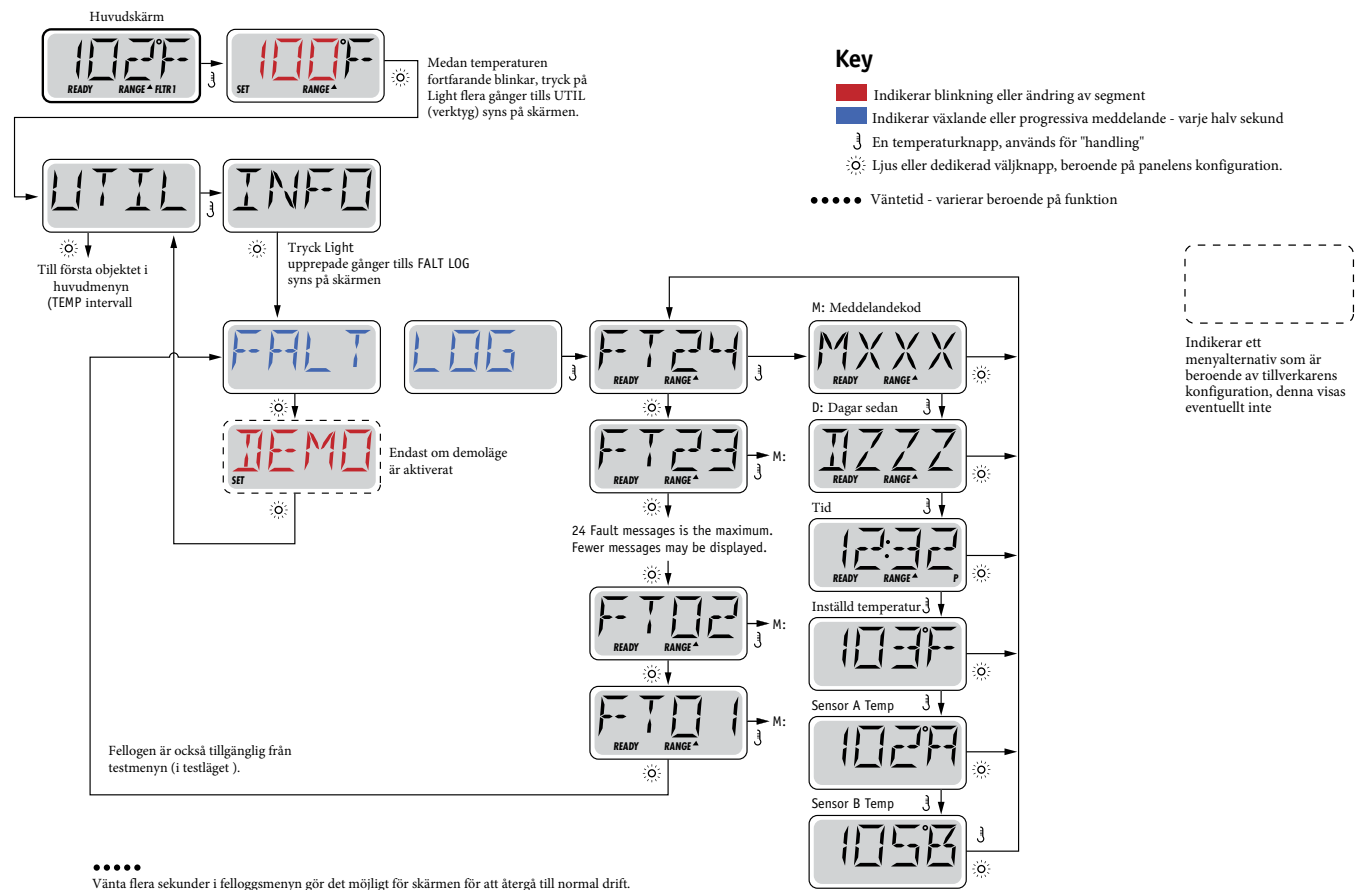 Huvudskärm
102°F
READY RANGE FLTR1
100°F
SET RANGE
Medan temperaturen
fortfarande blinkar, tryck på
Light flera gånger tills UTIL
(verktyg) syns på skärmen.
Key
Indikerar blinkning eller ändring av segment
Indikerar växlande eller progressiva meddelande - varje halv sekund
En temperaturknapp, används för "handling"
Ljus eller dedikerad väljknapp, beroende på panelens konfiguration.
Väntetid - varierar beroende på funktion
Indikerar ett
menyalternativ som är
beroende av tillverkarens
konfiguration, denna visas
eventuellt inte
UTIL
INFO
Till första objektet i
huvudmenyn
(TEMP intervall
Tryck Light
upprepade gånger tills FALT LOG
syns på skärmen
FALT
LOG
DEMO
SET
Endast om demoläge
är aktiverat
FT24
READY RANGE
FT23
READY RANGE
M:
24 Fault messages is the maximum.
Fewer messages may be displayed.
FT02
READY RANGE
M:
FT01
READY RANGE
M:
M: Meddelandekod
MXXX
READY RANGE
D: Dagar sedan
DZZZ
READY RANGE
Tid
12:32
READY RANGE P
Inställd temperatur
103°F
Sensor A Temp
102°A
Sensor B Temp
105°B
Fellogen är också tillgänglig från
testmenyn (i testläget ).
Vänta flera sekunder i felloggsmenyn gör det möjligt för skärmen för att återgå till normal drift.